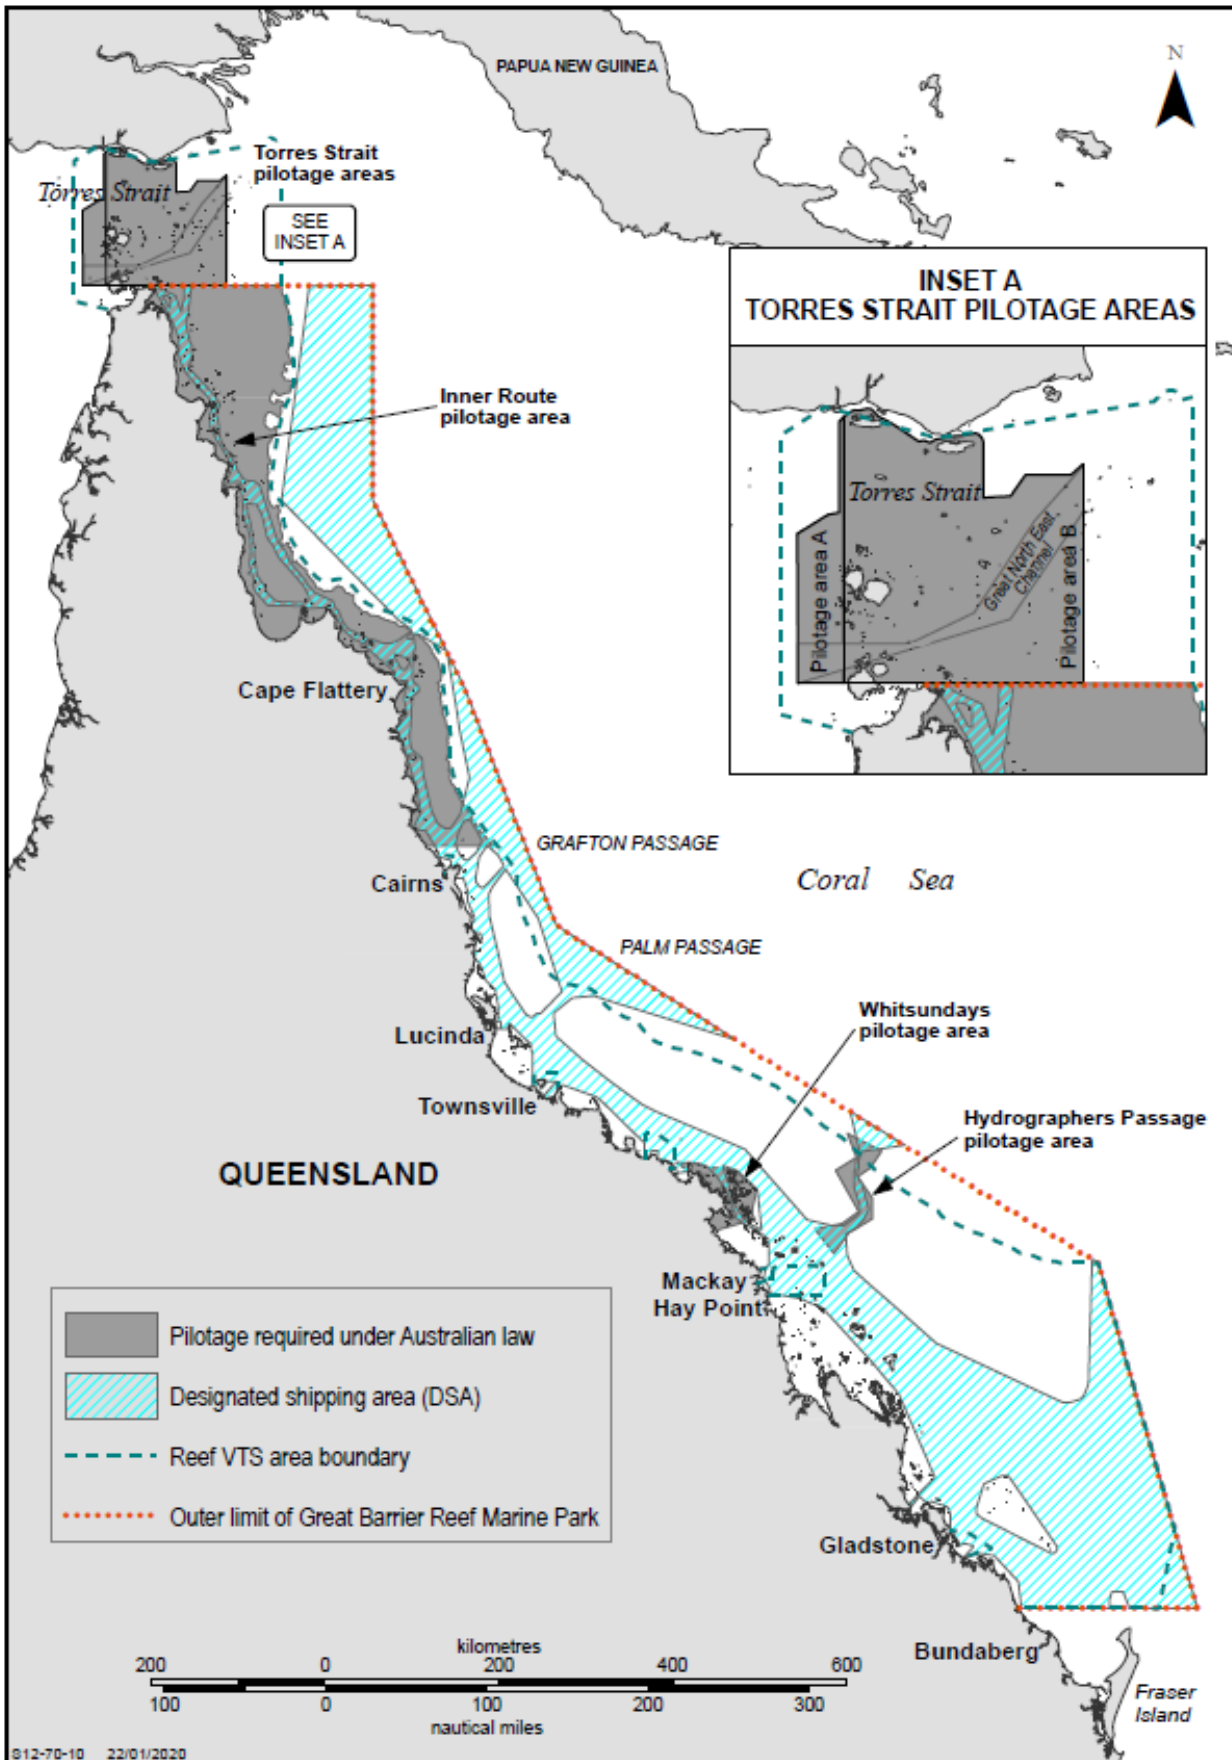 PAPUA NEW GUINEA
N
Torres Strait
pilotage areas
Torres Strait
SEE
INSET A
INSET A
TORRES STRAIT PILOTAGE AREAS
Torres Strait
Great North East
Channel
Pilotage area A
Pilotage area B
Inner Route
pilotage area
Cape Flattery
GRAFTON PASSAGE
Cairns
Coral Sea
PALM PASSAGE
Whitsundays
pilotage area
Lucinda
Townsville
Hydrographers Passage
pilotage area
QUEENSLAND
Mackay
Hay Point
Pilotage required under Australian law
Designated shipping area (DSA)
Reef VTS area boundary
Outer limit of Great Barrier Reef Marine Park
Gladstone
Bundaberg
Fraser
Island
kilometres
200 0 200 400 600
100 0 100 200 300
nautical miles
S12-70-10 22/01/2020